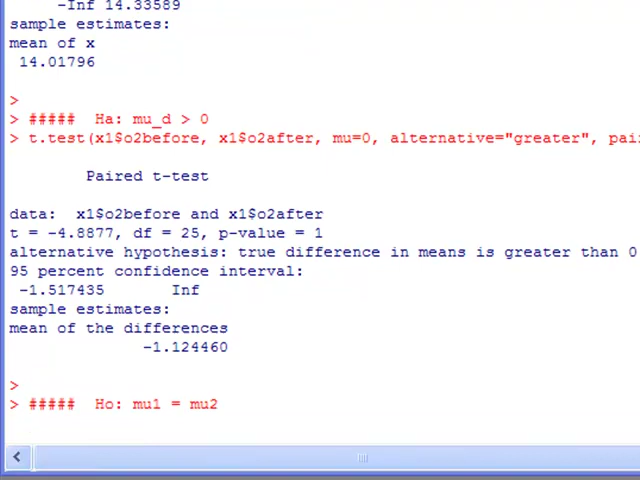 -Inf 14.33589
sample estimates:
mean of x
14.01796
>
> ##### Ha: mu_d > 0
> t.test(x1$o2before, x1$o2after, mu=0, alternative="greater", pai
Paired t-test
data: x1$o2before and x1$o2after
t = -4.8877, df = 25, p-value = 1
alternative hypothesis: true difference in means is greater than 0
95 percent confidence interval:
-1.517435 Inf
sample estimates:
mean of the differences
-1.124460
>
> ##### Ho: mu1 = mu2